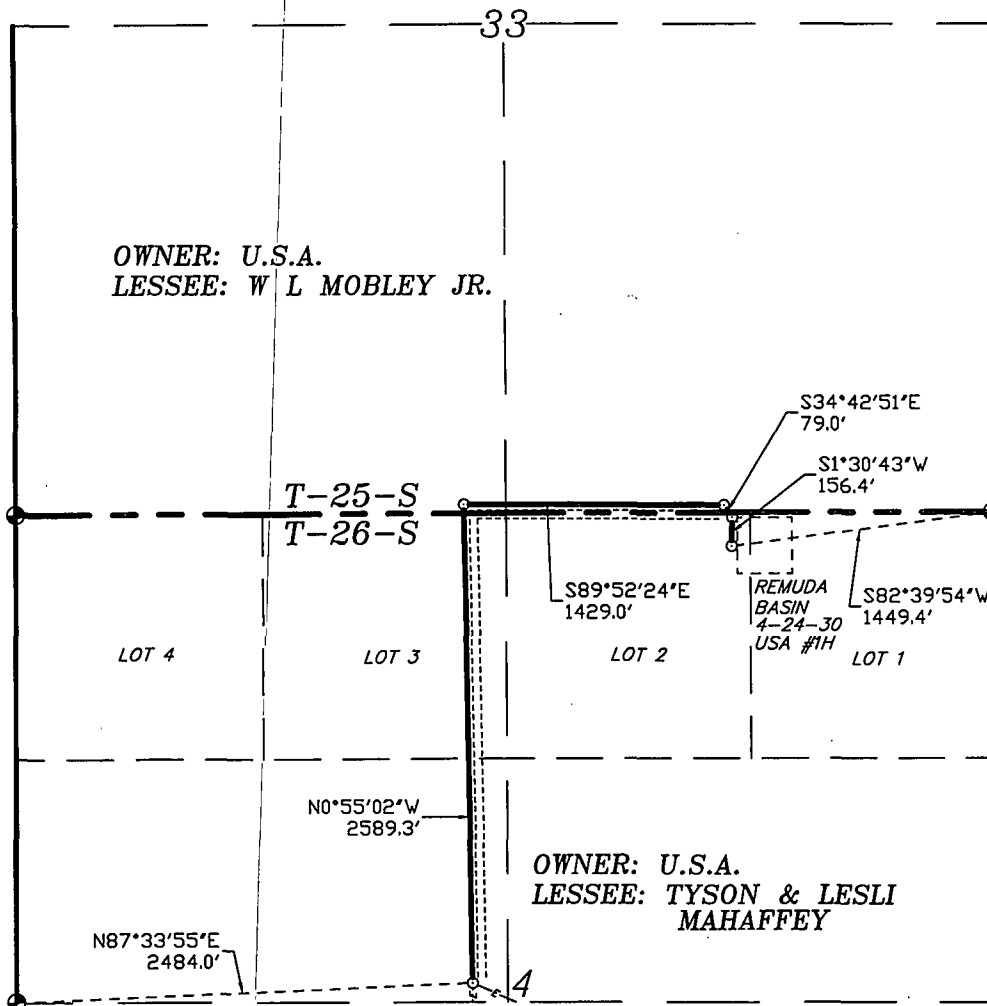 33
OWNER: U.S.A.
LESSEE: W L MOBLEY JR.
S34°42'51"E
79.0'
S1°30'43"W
156.4'
T-25-S
T-26-S
S89°52'24"E
1429.0'
REMUDA
BASIN
4-24-30
USA #1H
S82°39'54"W
1449.4'
LOT 4
LOT 3
LOT 2
LOT 1
N0°55'02"W
2589.3'
OWNER: U.S.A.
LESSEE: TYSON & LESLI
MAHAFFEY
N87°33'55"E
2484.0'
E
E
4